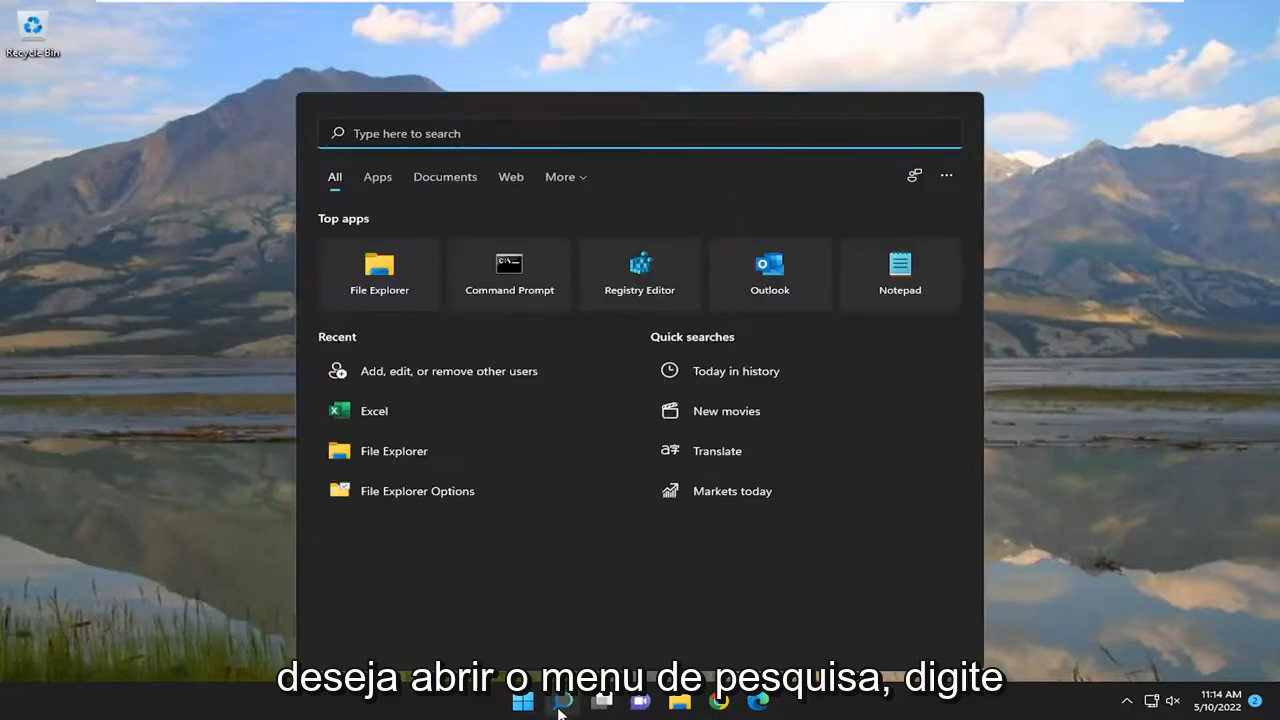 Recycle Bin
Type here to search
All Apps Documents Web More
Top apps
File Explorer Command Prompt Registry Editor Outlook Notepad
Recent Quick searches
Add, edit, or remove other users Today in history
Excel New movies
File Explorer Translate
File Explorer Options Markets today
deseja abrir o menu de pesquisa, digite
11:14 AM
5/10/2022 2